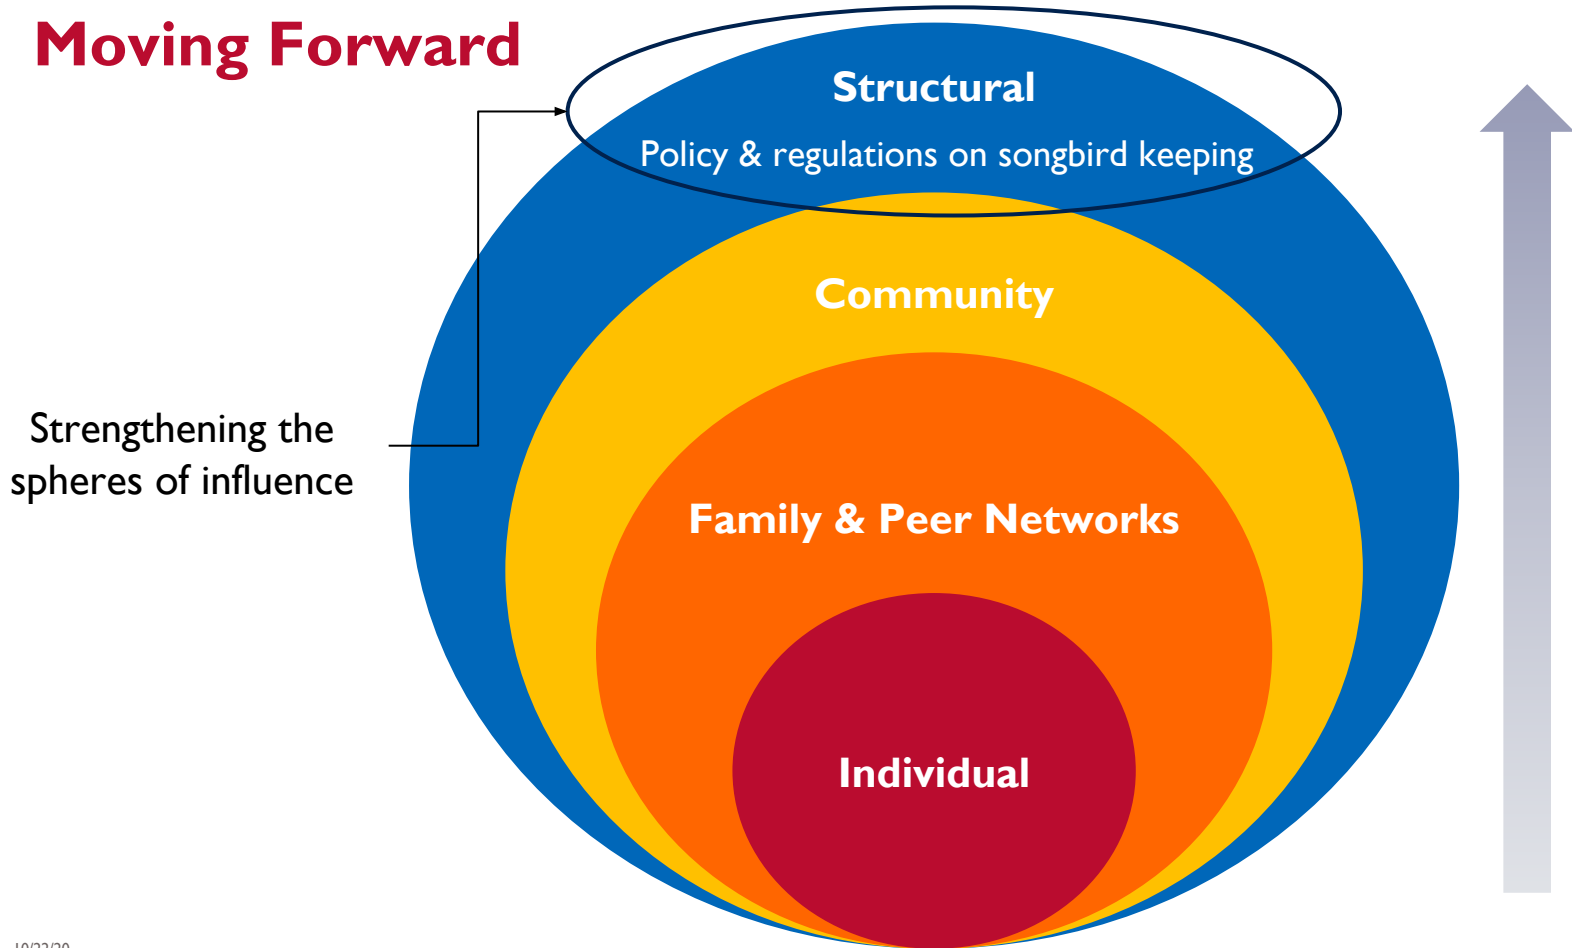 Moving Forward
Structural
Policy & regulations on songbird keeping
Community
Strengthening the
spheres of influence
Family & Peer Networks
Individual